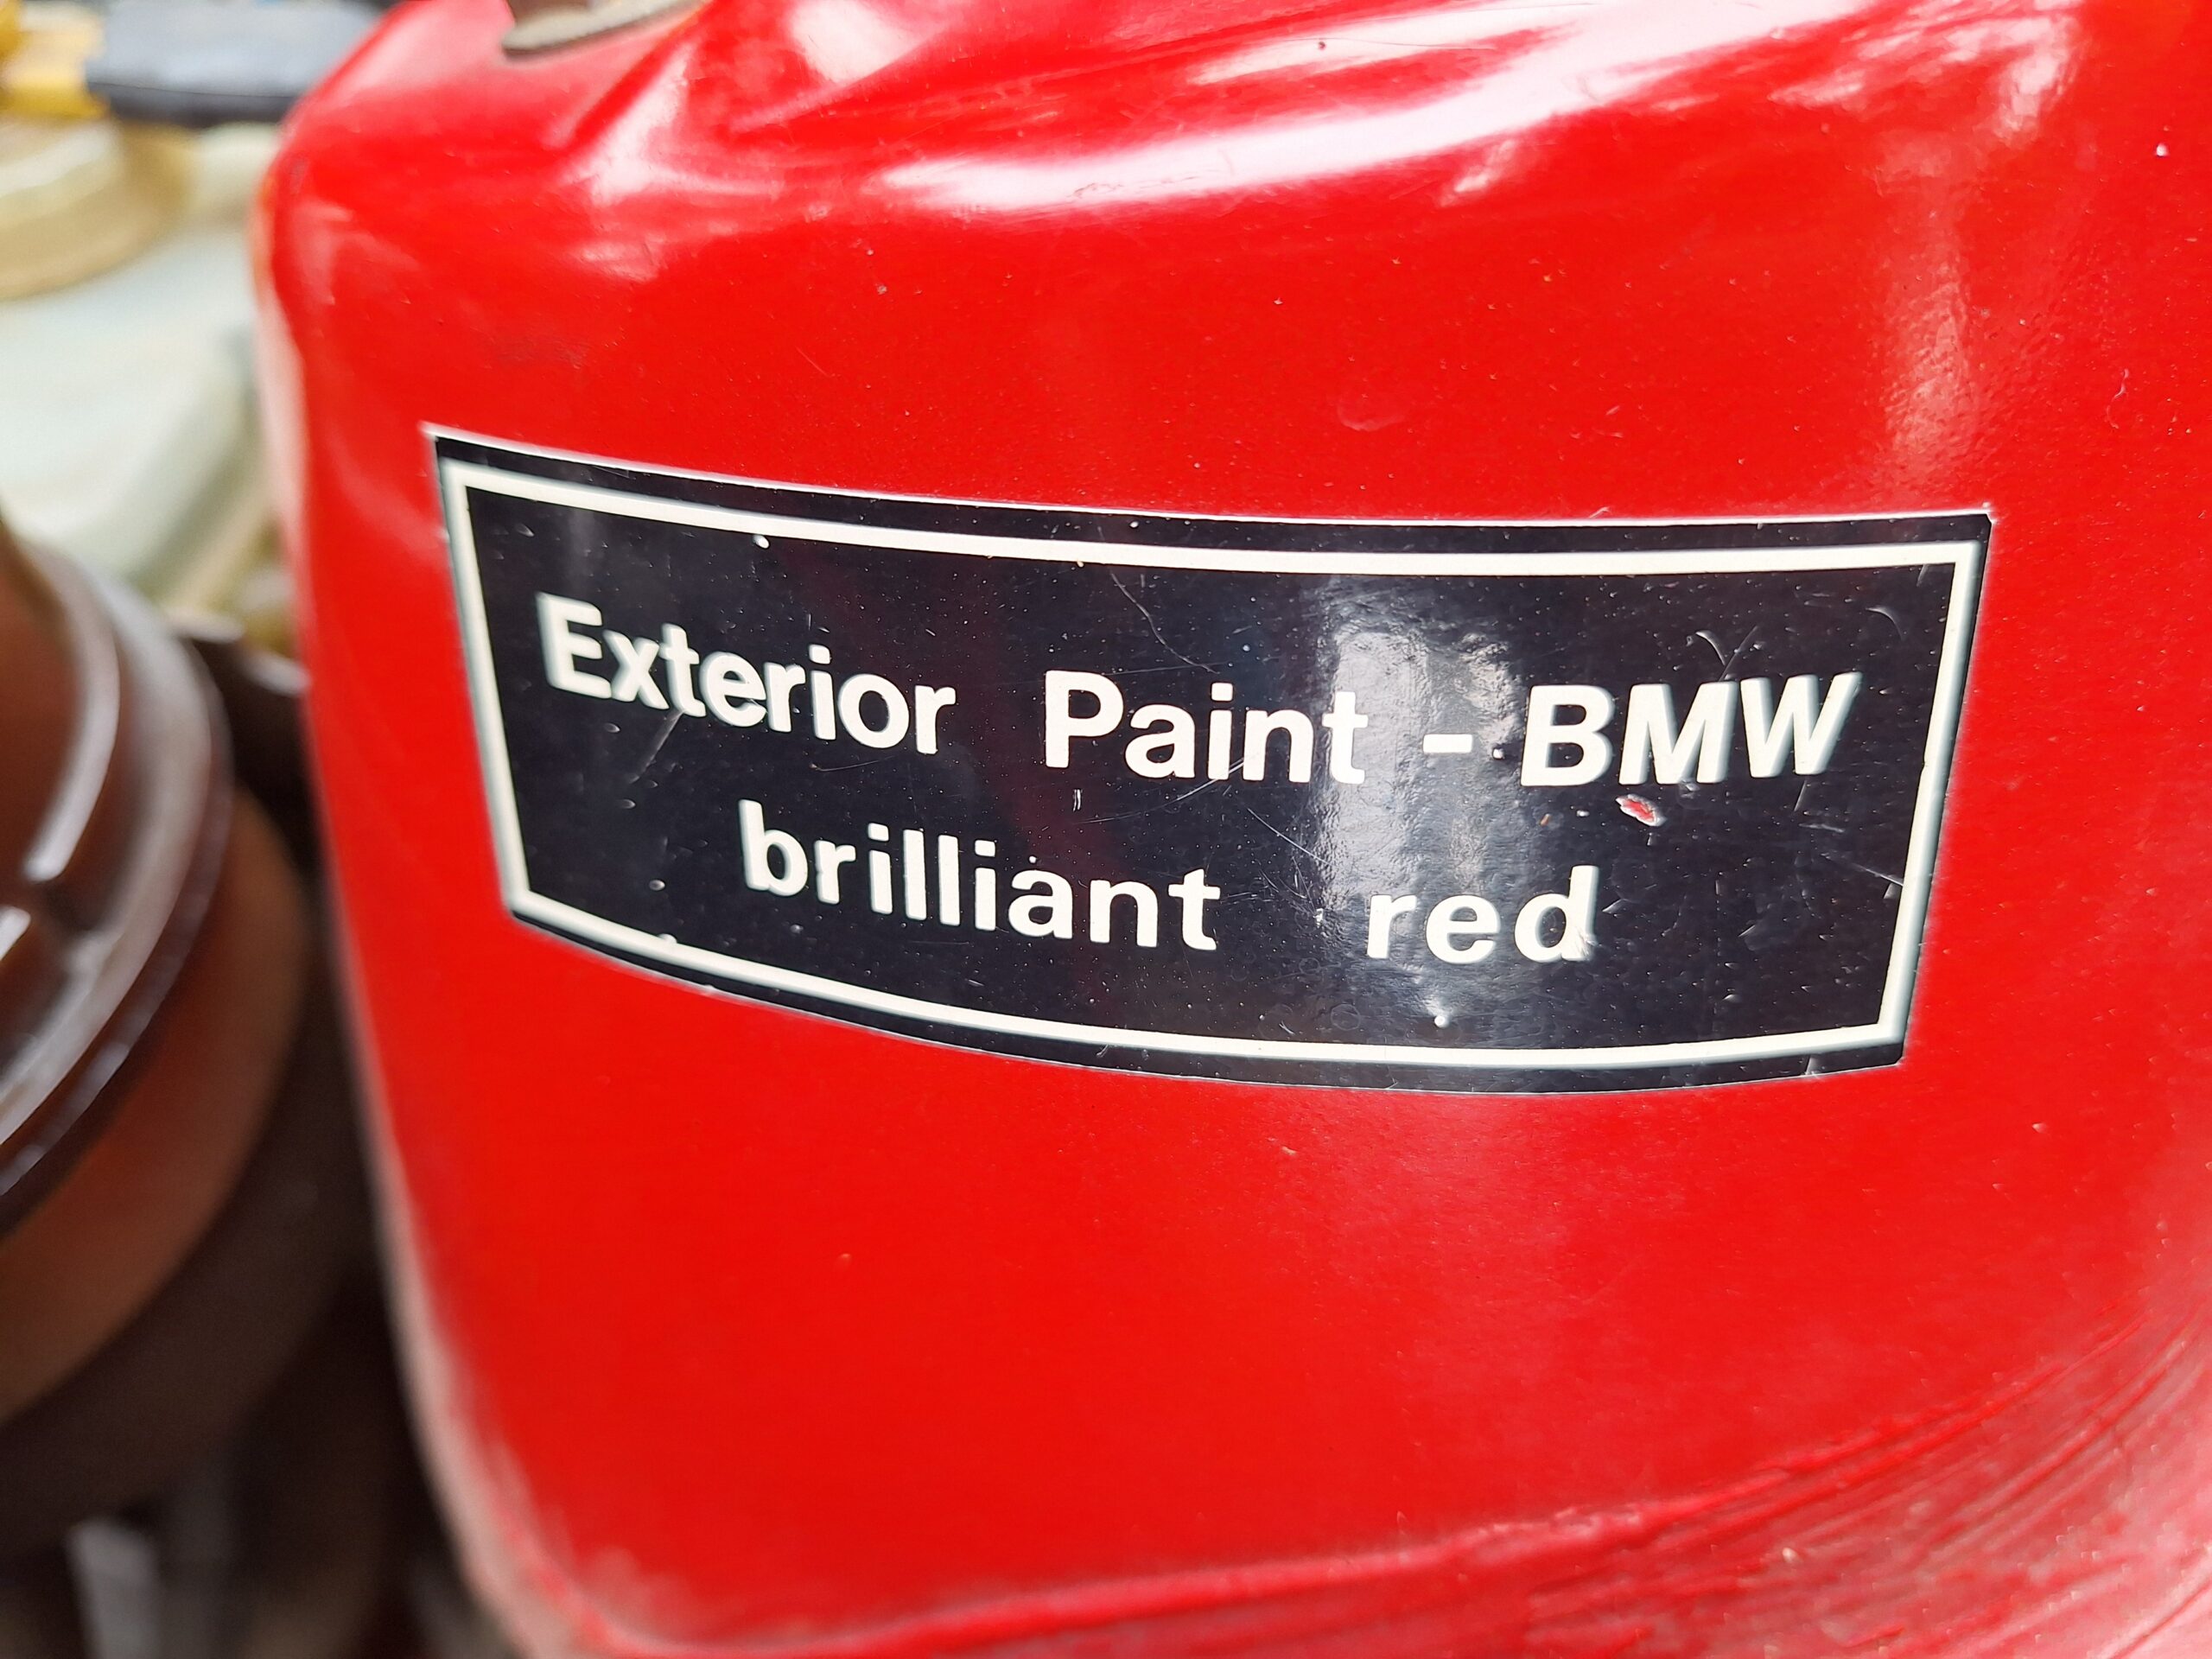 Exterior Paint - BMW
brilliant red